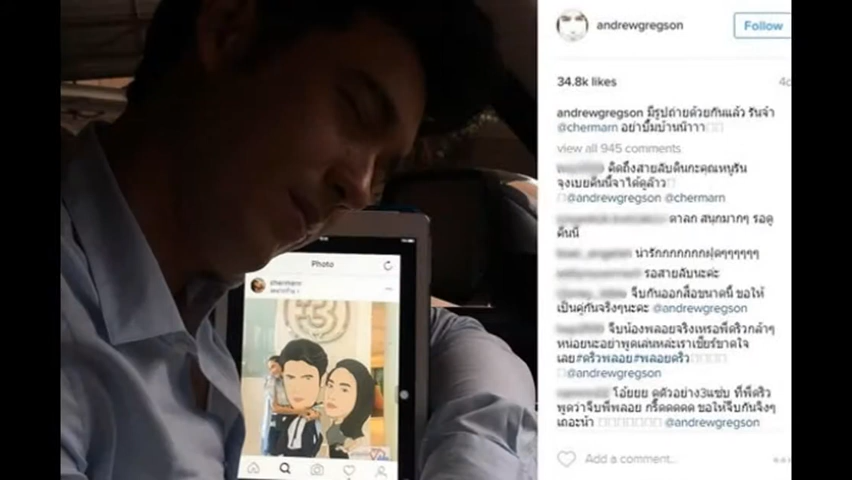 andrewgregson
Follow
34.8k likes
andrewgregson มีรูปถ่ายด้วยกันแล้ว รันจ๋า
@chermarn อย่าบึ้มบ้านน้าาา
view all 945 comments
คิดถึงสายลับคืนกะคุณหนูรัน
จุงเบยคืนนี้จาได้ดูล้าว
@andrewgregson @chermarn
ตาลก สนุกมากๆ รอดู
คืนนี้
น่ารักกกกกกกฝุดๆๆๆๆๆๆ
รอสายลับนะค่ะ
จีบกันออกสื่อขนาดนี้ ขอให้
เป็นคู่กันจริงๆนะคะ @andrewgregson
จีบน้องพลอยจริงเหรอพี่คริวกล้าๆ
หน่อยนะอย่าพูดเล่นหล่ะเราเชียร์ขาดใจ
เลย#คริวพลอย#พลอยคริว
@andrewgregson
โอ้ยยย ดูตัวอย่าง3แซ่บ ที่พี่คริว
พูดว่าจีบพี่พลอย กรี๊ดดดดด ขอให้จีบกันจิงๆ
เถอะน้า @andrewgregson
Add a comment...
Photo
chermarn